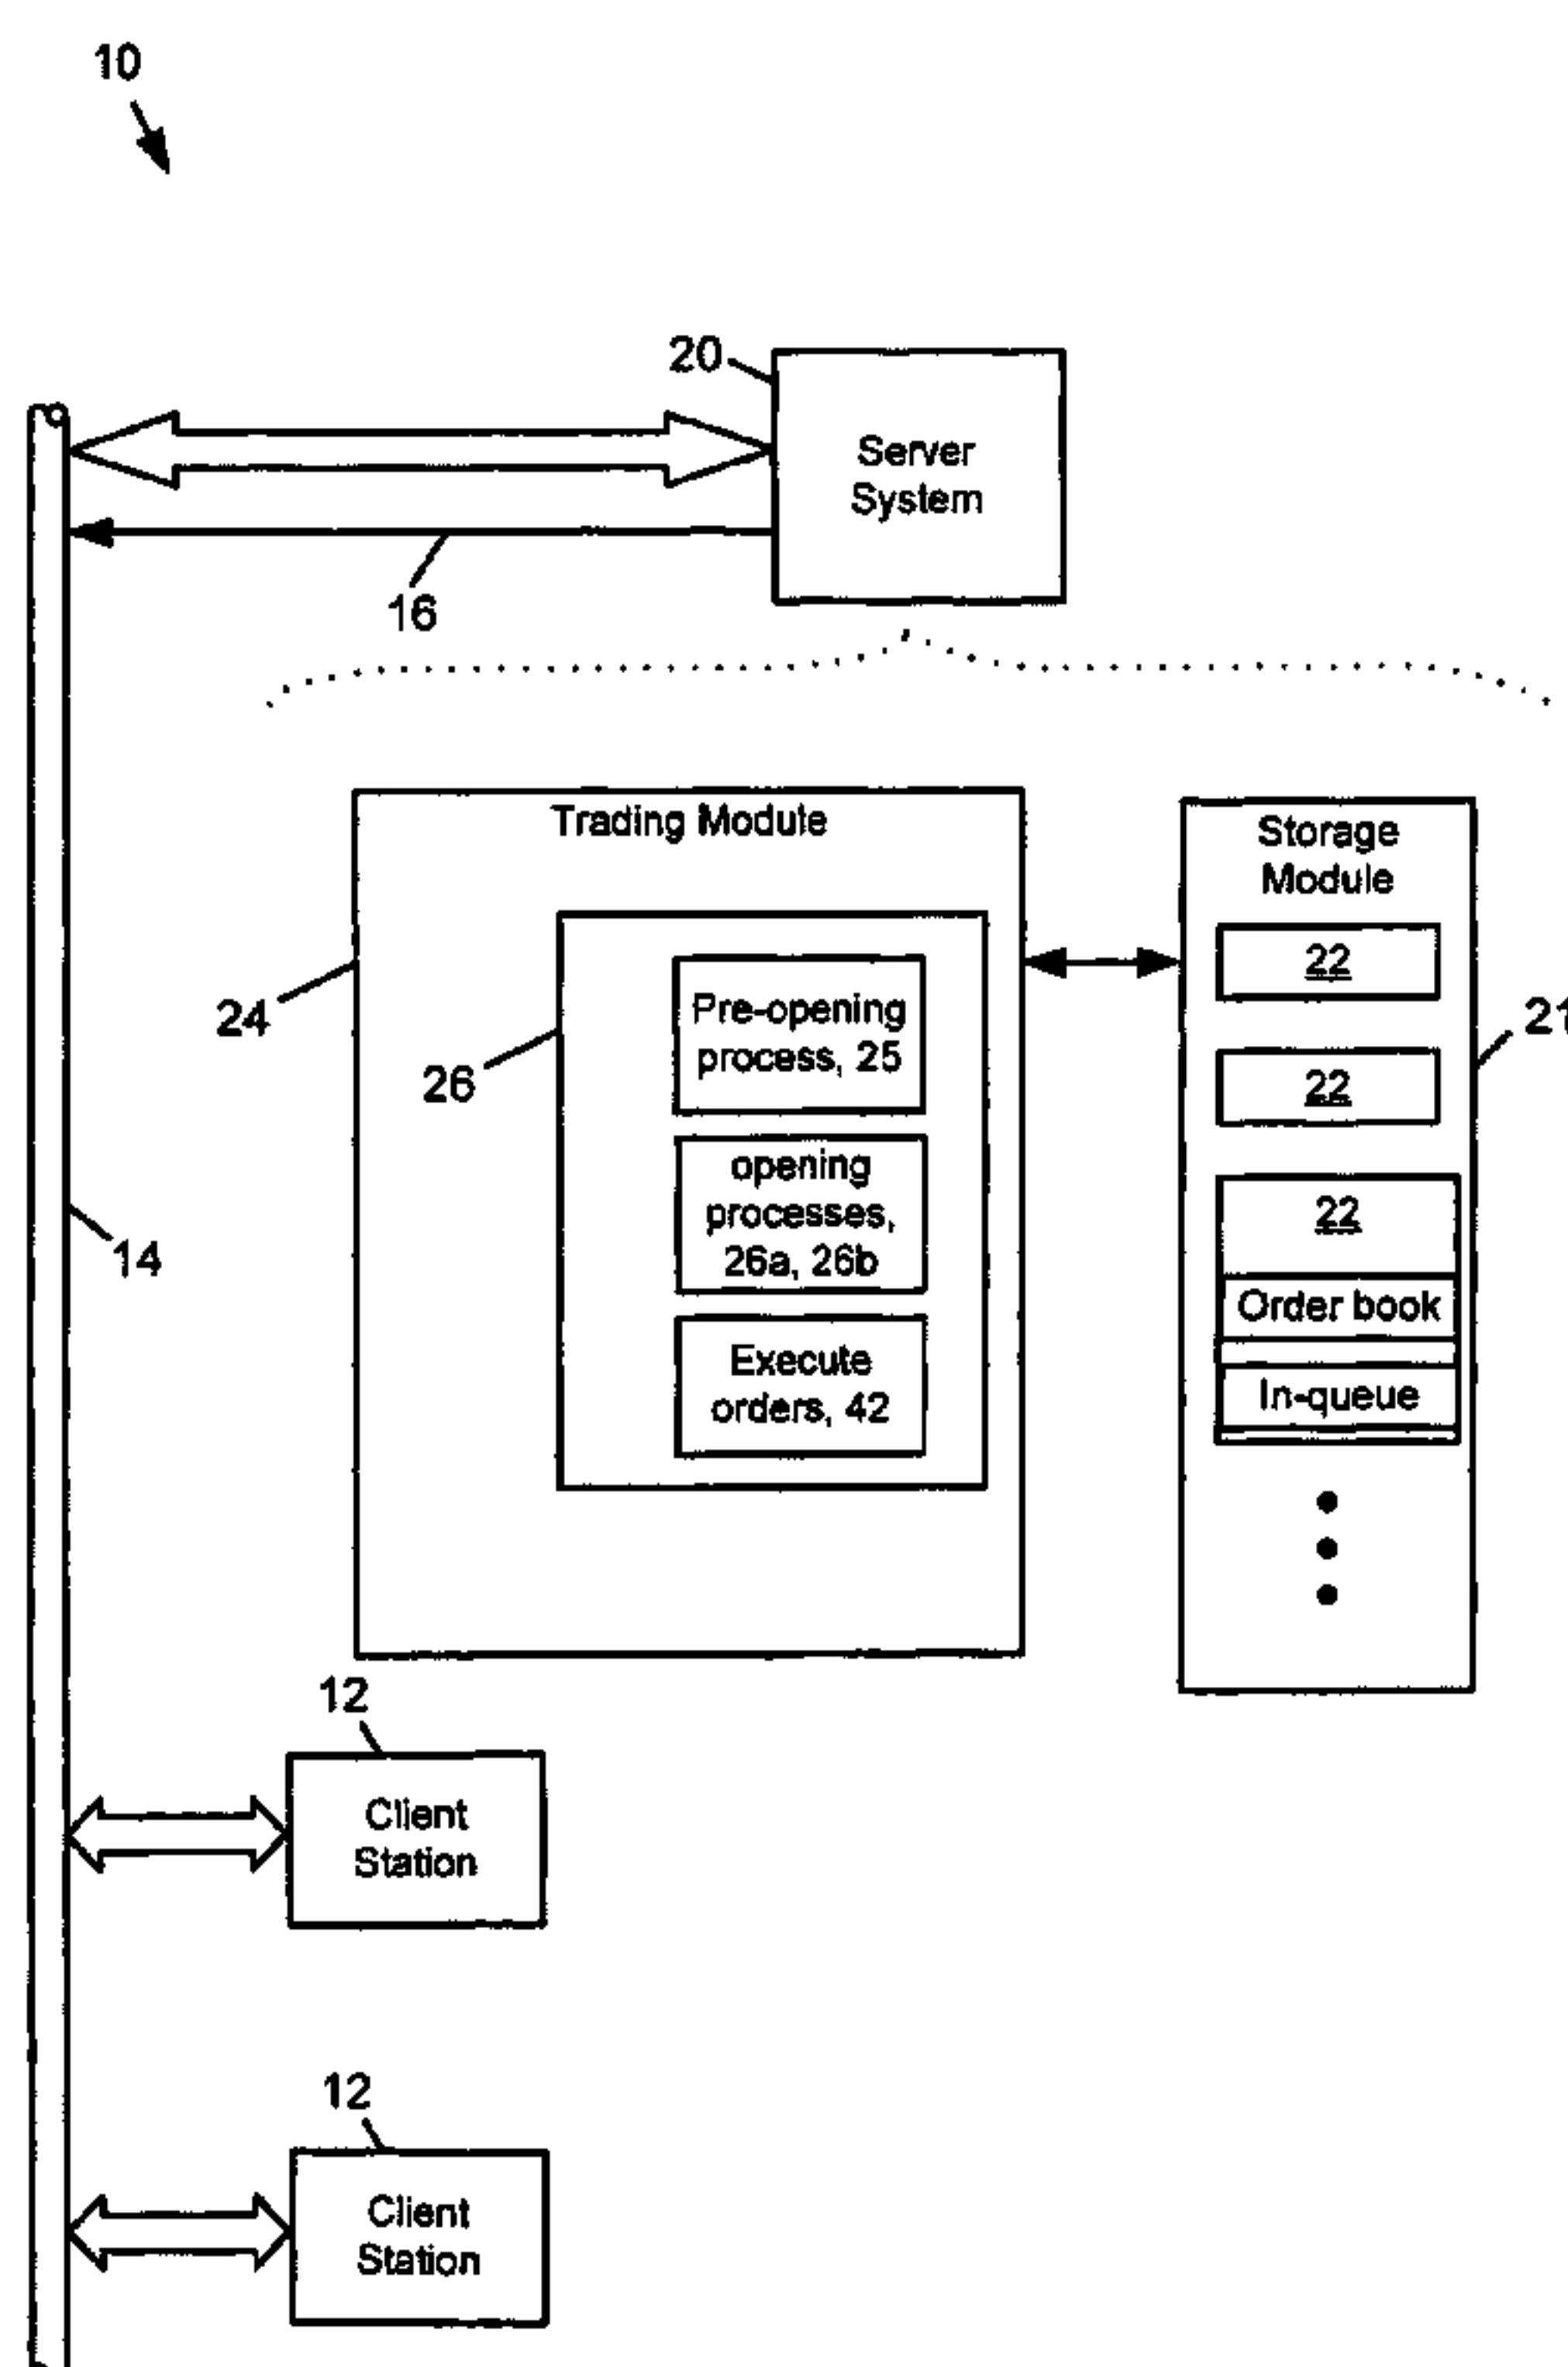 10
20
Server
System
16
Trading Module
Storage
Module
22
24
26
Pre-opening
process, 25
21
22
opening
processes,
26a, 26b
22
14
Order book
Execute
orders, 42
In-queue
12
Client
Station
12
Client
Station